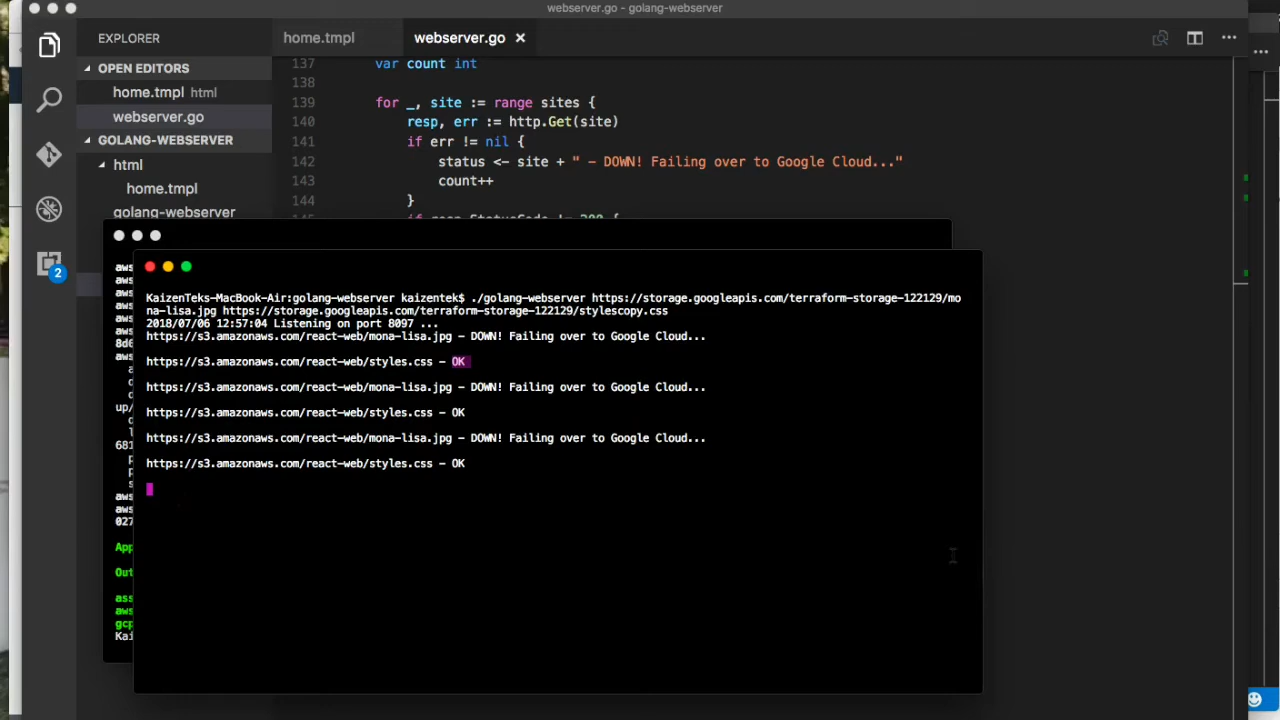 webserver.go - golang-webserver
EXPLORER
OPEN EDITORS
home.tmpl html
webserver.go
GOLANG-WEBSERVER
html
home.tmpl
golang-webserver
2
home.tmpl
webserver.go
137 var count int
138
139 for _, site := range sites {
140 resp, err := http.Get(site)
141 if err != nil {
142 status <- site + " - DOWN! Failing over to Google Cloud..."
143 count++
144 }
if resp.StatusCode != 200 {
KaizenTeks-MacBook-Air:golang-webserver kaizentek$ ./golang-webserver https://storage.googleapis.com/terraform-storage-122129/mo
na-lisa.jpg https://storage.googleapis.com/terraform-storage-122129/stylescopy.css
2018/07/06 12:57:04 Listening on port 8097 ...
https://s3.amazonaws.com/react-web/mona-lisa.jpg - DOWN! Failing over to Google Cloud...
https://s3.amazonaws.com/react-web/styles.css - OK
https://s3.amazonaws.com/react-web/mona-lisa.jpg - DOWN! Failing over to Google Cloud...
https://s3.amazonaws.com/react-web/styles.css - OK
https://s3.amazonaws.com/react-web/mona-lisa.jpg - DOWN! Failing over to Google Cloud...
https://s3.amazonaws.com/react-web/styles.css - OK